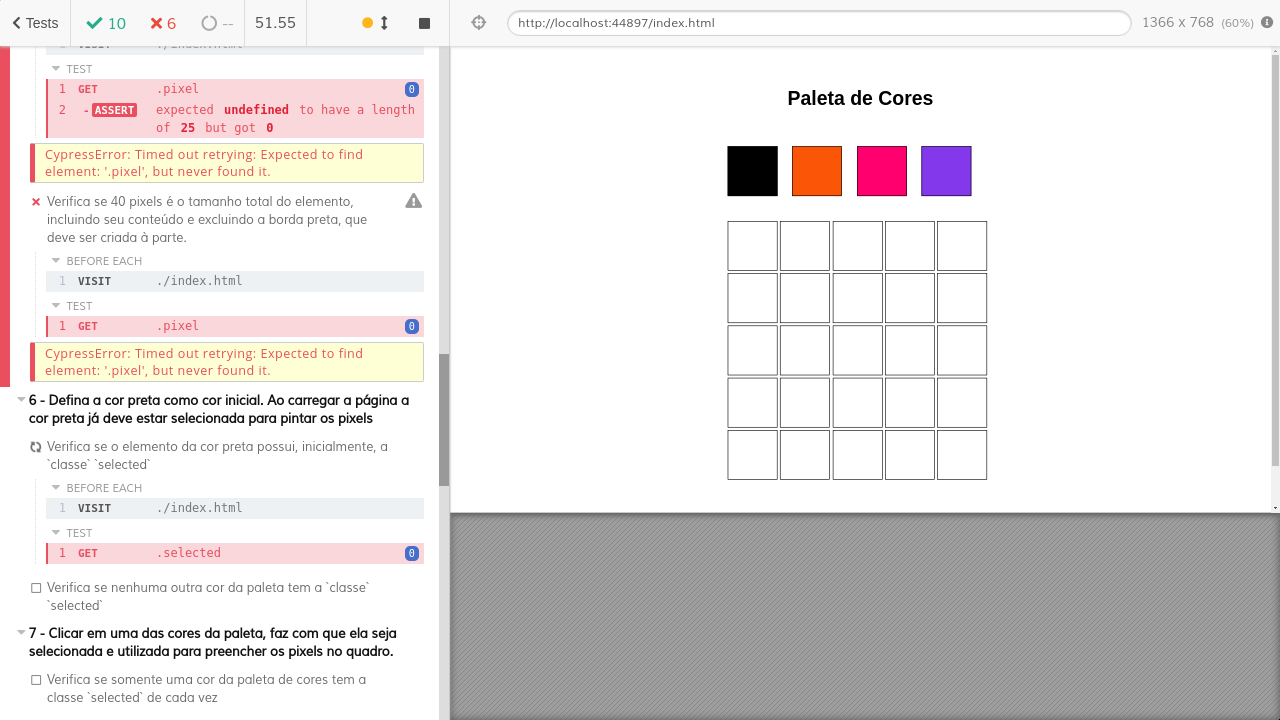 Tests
10
6
--
51.55
http://localhost:44897/index.html
1366 x 768 (60%)
TEST
1 GET .pixel 0
2 -ASSERT expected undefined to have a length
of 25 but got 0
CypressError: Timed out retrying: Expected to find
element: '.pixel', but never found it.
Verifica se 40 pixels é o tamanho total do elemento,
incluindo seu conteúdo e excluindo a borda preta, que
deve ser criada à parte.
BEFORE EACH
1 VISIT ./index.html
TEST
1 GET .pixel 0
CypressError: Timed out retrying: Expected to find
element: '.pixel', but never found it.
6 - Defina a cor preta como cor inicial. Ao carregar a página a
cor preta já deve estar selecionada para pintar os pixels
Verifica se o elemento da cor preta possui, inicialmente, a
`classe` `selected`
BEFORE EACH
1 VISIT ./index.html
TEST
1 GET .selected 0
Verifica se nenhuma outra cor da paleta tem a `classe`
`selected`
7 - Clicar em uma das cores da paleta, faz com que ela seja
selecionada e utilizada para preencher os pixels no quadro.
Verifica se somente uma cor da paleta de cores tem a
classe `selected` de cada vez
Paleta de Cores